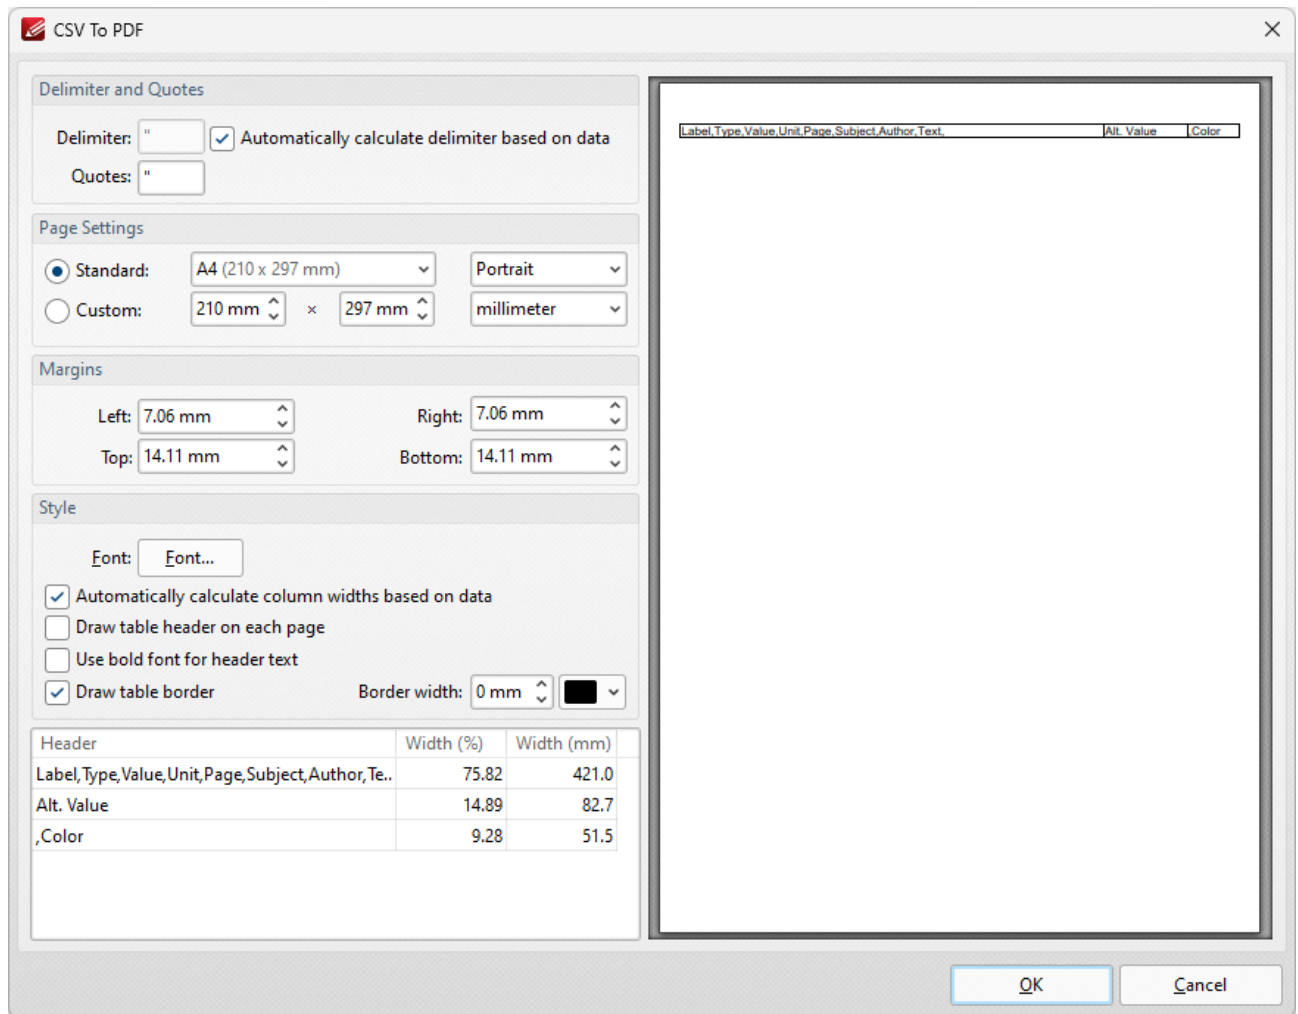 CSV To PDF
Delimiter and Quotes
Delimiter: " Automatically calculate delimiter based on data
Quotes: "
Page Settings
Standard: A4 (210 x 297 mm) Portrait
Custom: 210 mm × 297 mm millimeter
Margins
Left: 7.06 mm Right: 7.06 mm
Top: 14.11 mm Bottom: 14.11 mm
Style
Font: Font...
Automatically calculate column widths based on data
Draw table header on each page
Use bold font for header text
Draw table border Border width: 0 mm
Header Width (%) Width (mm)
Label,Type,Value,Unit,Page,Subject,Author,Te.. 75.82 421.0
Alt. Value 14.89 82.7
,Color 9.28 51.5
Label,Type,Value,Unit,Page,Subject,Author,Text, Alt. Value ,Color
OK Cancel